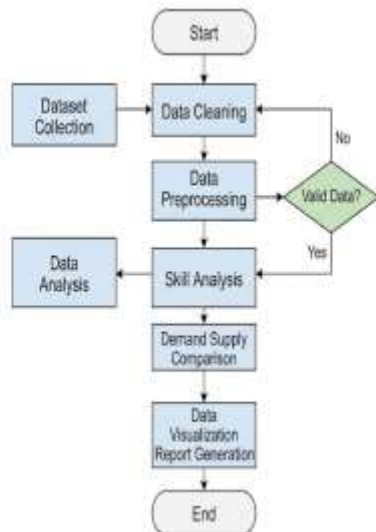 Start
Dataset
Collection
Data Cleaning
No
Data
Preprocessing
Valid Data?
Yes
Data
Analysis
Skill Analysis
Demand Supply
Comparison
Data
Visualization
Report Generation
End